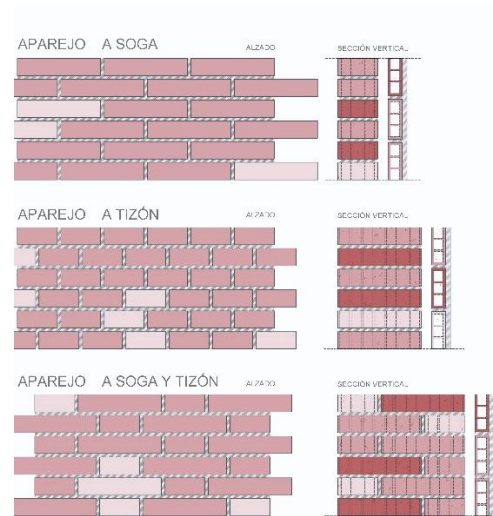 APAREJO A SOGA ALZADO SECCIÓN VERTICAL
APAREJO A TIZÓN ALZADO SECCIÓN VERTICAL
APAREJO A SOGA Y TIZÓN ALZADO SECCIÓN VERTICAL